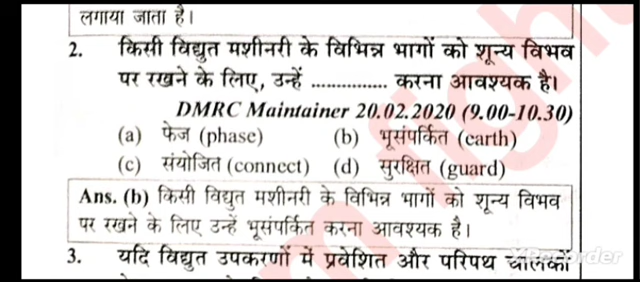 लगाया जाता है।
2. किसी विद्युत मशीनरी के विभिन्न भागों को शून्य विभव
पर रखने के लिए, उन्हें ............... करना आवश्यक है।
DMRC Maintainer 20.02.2020 (9.00-10.30)
(a) फेज (phase) (b) भूसंपर्कित (earth)
(c) संयोजित (connect) (d) सुरक्षित (guard)
Ans. (b) किसी विद्युत मशीनरी के विभिन्न भागों को शून्य विभव
पर रखने के लिए उन्हें भूसंपर्कित करना आवश्यक है।
3. यदि विद्युत उपकरणों में प्रवेशित और परिपथ चालकों
XRecorder